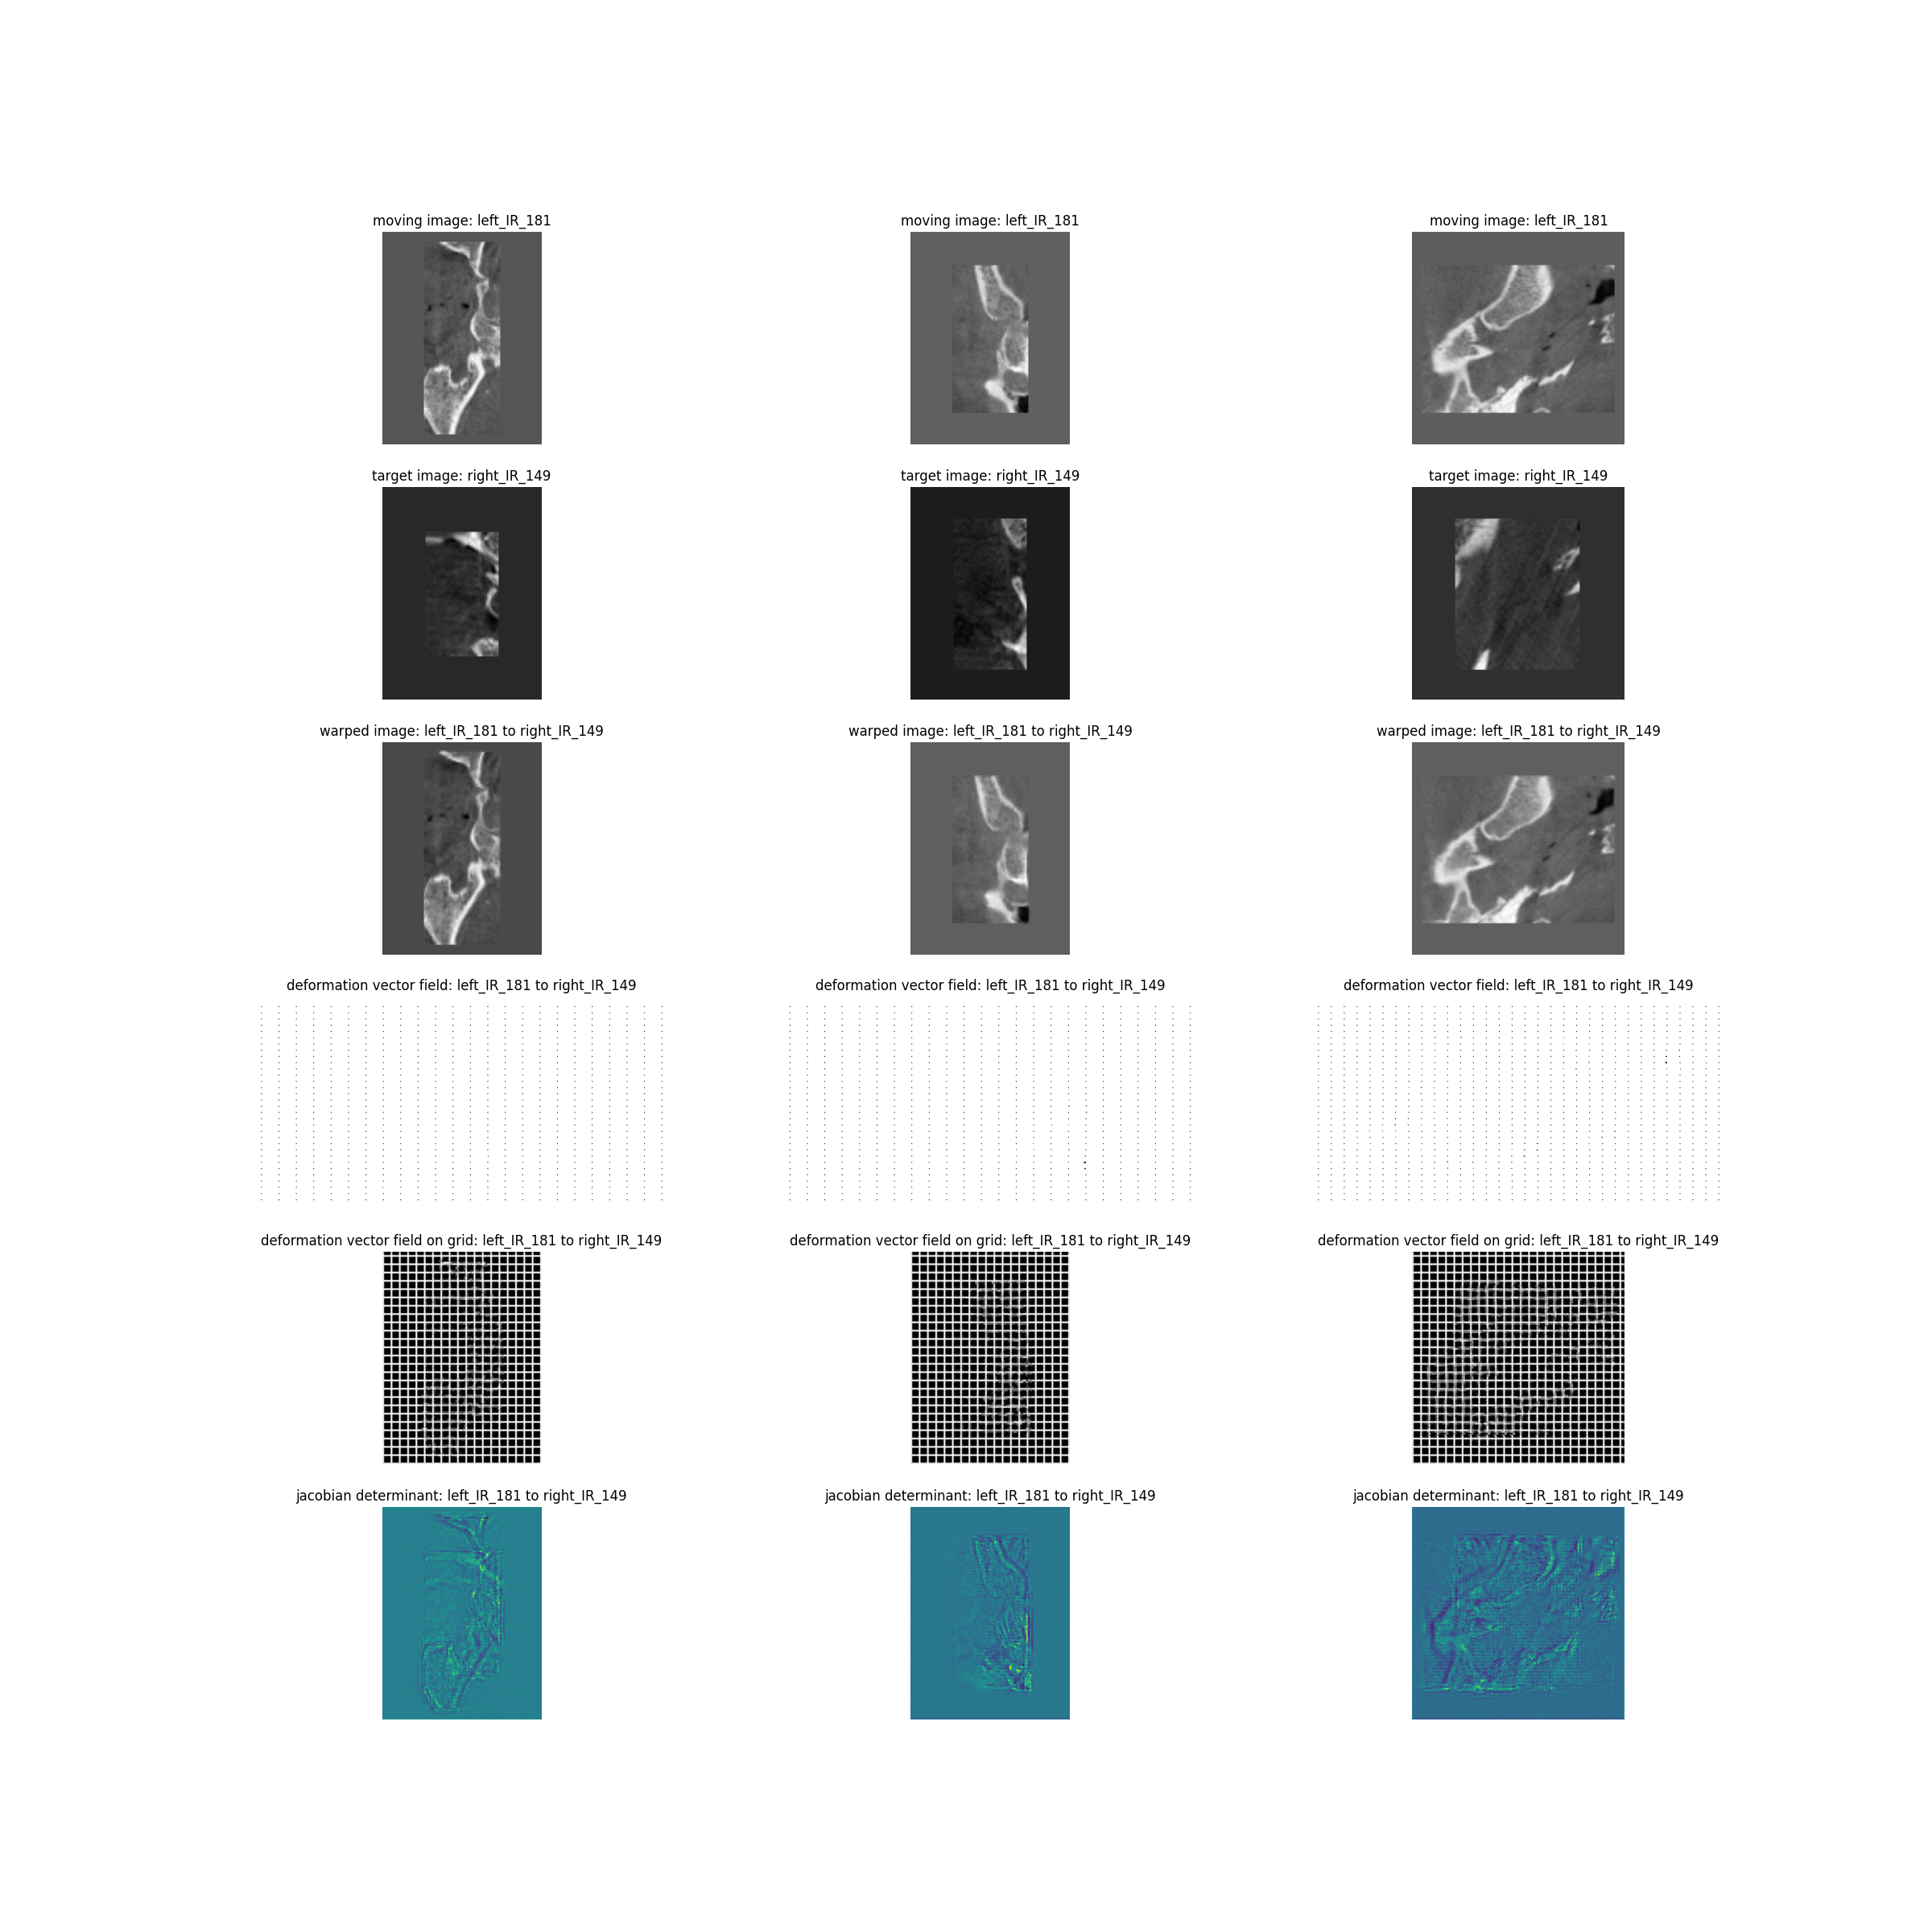 moving image: left_IR_181
moving image: left_IR_181
moving image: left_IR_181
target image: right_IR_149
target image: right_IR_149
target image: right_IR_149
warped image: left_IR_181 to right_IR_149
warped image: left_IR_181 to right_IR_149
warped image: left_IR_181 to right_IR_149
deformation vector field: left_IR_181 to right_IR_149
deformation vector field: left_IR_181 to right_IR_149
deformation vector field: left_IR_181 to right_IR_149
deformation vector field on grid: left_IR_181 to right_IR_149
deformation vector field on grid: left_IR_181 to right_IR_149
deformation vector field on grid: left_IR_181 to right_IR_149
jacobian determinant: left_IR_181 to right_IR_149
jacobian determinant: left_IR_181 to right_IR_149
jacobian determinant: left_IR_181 to right_IR_149